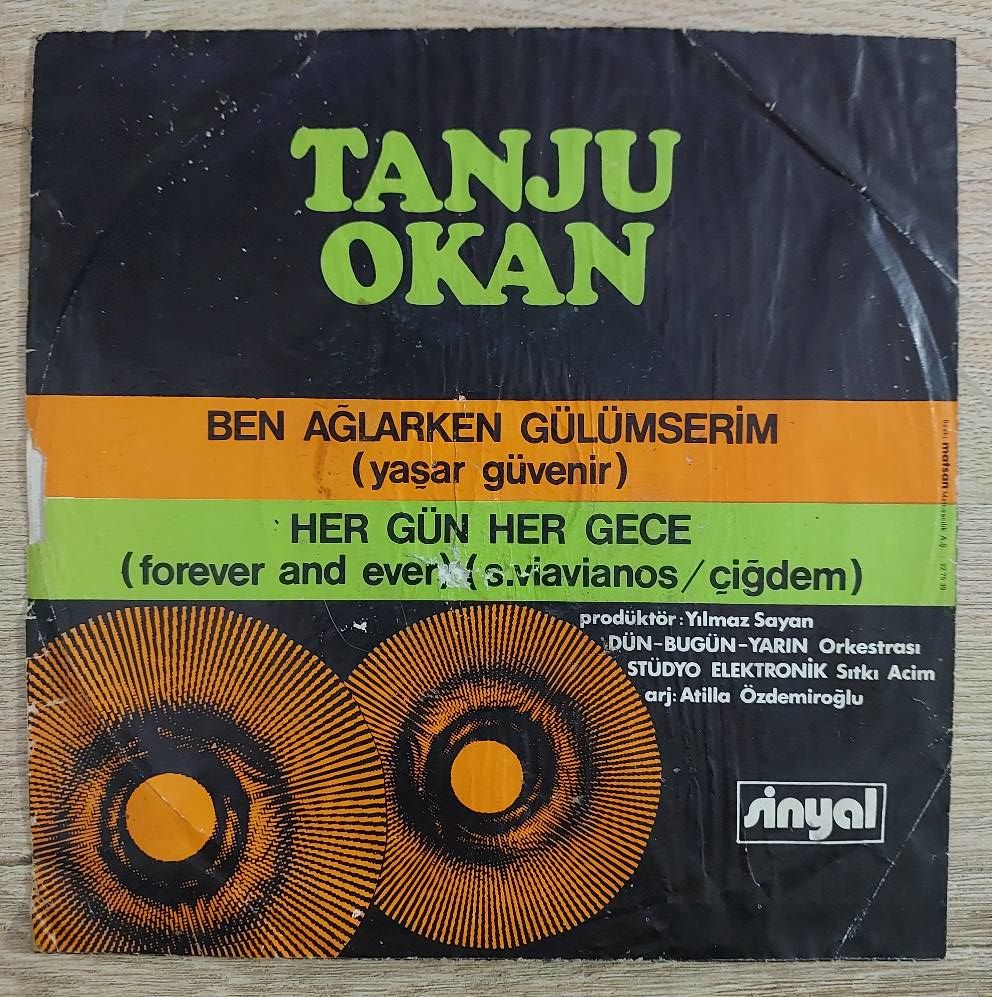 TANJU
OKAN
BEN AĞLARKEN GÜLÜMSERİM
(yaşar güvenir)
HER GÜN HER GECE
(forever and ever) (s.viavianos/çiğdem)
prodüktör: Yılmaz Sayan
DÜN-BUGÜN-YARIN Orkestrası
STÜDYO ELEKTRONİK Sıtkı Acim
arj: Atilla Özdemiroğlu
sinyal
matsan